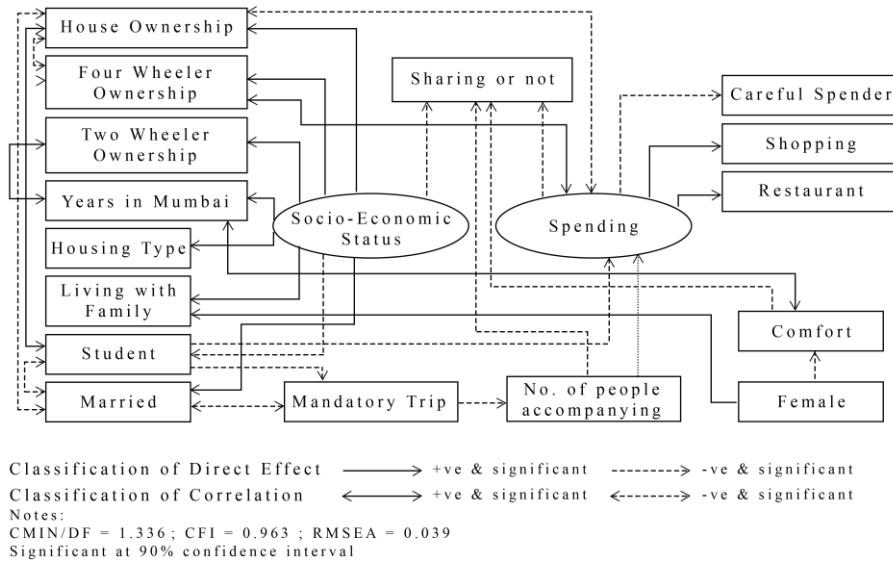 House Ownership
Four Wheeler
Ownership
Two Wheeler
Ownership
Years in Mumbai
Housing Type
Living with
Family
Student
Married
Socio-Economic
Status
Sharing or not
Spending
Careful Spender
Shopping
Restaurant
Comfort
Female
Mandatory Trip
No. of people
accompanying
Classification of Direct Effect +ve & significant -ve & significant
Classification of Correlation +ve & significant -ve & significant
Notes:
CMIN/DF = 1.336 ; CFI = 0.963 ; RMSEA = 0.039
Significant at 90% confidence interval